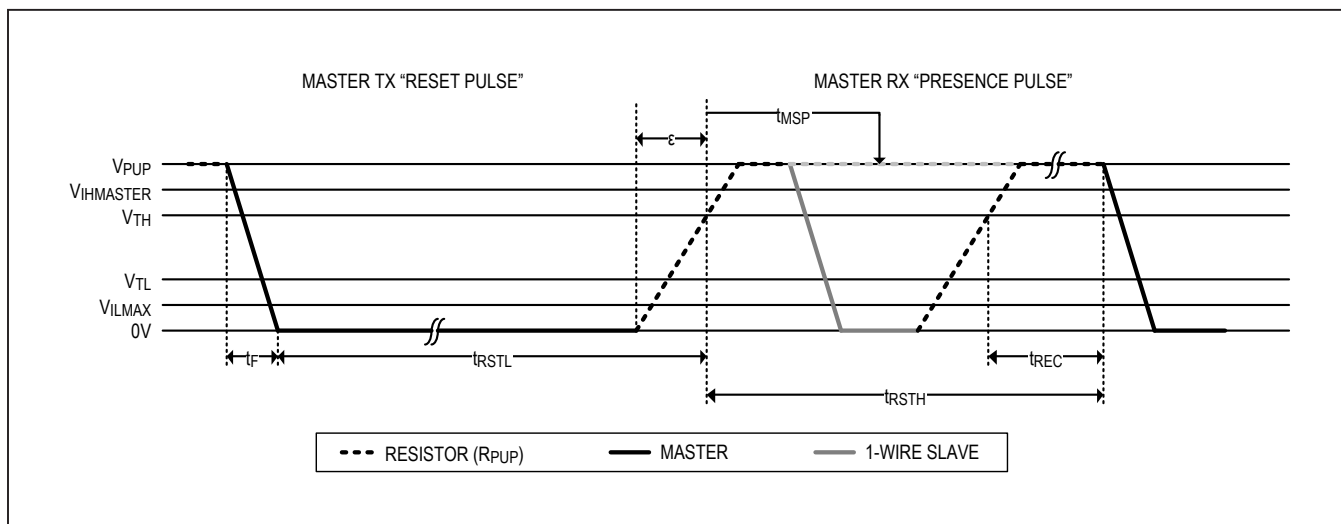 MASTER TX “RESET PULSE”
MASTER RX “PRESENCE PULSE”
tMSP
ε
VPUP
VIHMASTER
VTH
VTL
VILMAX
0V
tF
tRSTL
tREC
tRSTH
RESISTOR (RPUP)
MASTER
1-WIRE SLAVE